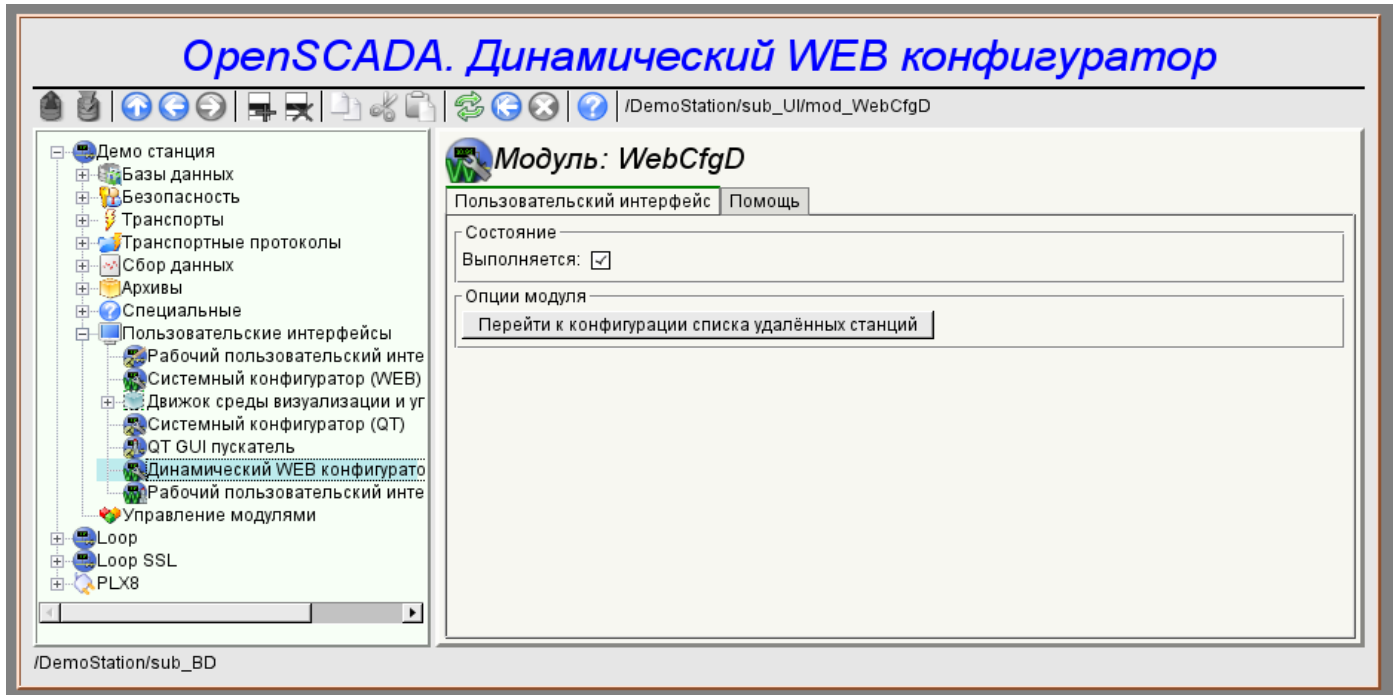 OpenSCADA. Динамический WEB конфигуратор
/DemoStation/sub_UI/mod_WebCfgD
Демо станция
Базы данных
Безопасность
Транспорты
Транспортные протоколы
Сбор данных
Архивы
Специальные
Пользовательские интерфейсы
Рабочий пользовательский инте
Системный конфигуратор (WEB)
Движок среды визуализации и уг
Системный конфигуратор (QT)
QT GUI пускатель
Динамический WEB конфигурато
Рабочий пользовательский инте
Управление модулями
Loop
Loop SSL
PLX8
Модуль: WebCfgD
Пользовательский интерфейс Помощь
Состояние
Выполняется:
Опции модуля
Перейти к конфигурации списка удалённых станций
/DemoStation/sub_BD